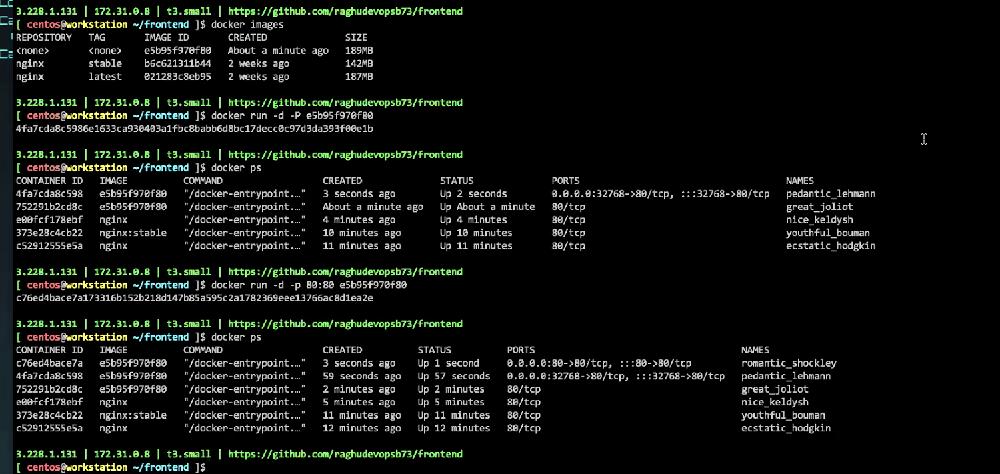 3.228.1.131 | 172.31.0.8 | t3.small | https://github.com/raghudevopsb73/frontend
[ centos@workstation ~/frontend ]$ docker images
REPOSITORY   TAG      IMAGE ID       CREATED              SIZE
<none>       <none>   e5b95f970f80   About a minute ago   189MB
nginx        stable   b6c621311b44   2 weeks ago          142MB
nginx        latest   021283c8eb95   2 weeks ago          187MB
3.228.1.131 | 172.31.0.8 | t3.small | https://github.com/raghudevopsb73/frontend
[ centos@workstation ~/frontend ]$ docker run -d -P e5b95f970f80
4fa7cda8c5986e1633ca930403a1fbc8babb6d8bc17decc0c97d3da393f00e1b
3.228.1.131 | 172.31.0.8 | t3.small | https://github.com/raghudevopsb73/frontend
[ centos@workstation ~/frontend ]$ docker ps
CONTAINER ID   IMAGE          COMMAND                  CREATED              STATUS              PORTS                                     NAMES
4fa7cda8c598   e5b95f970f80   "/docker-entrypoint.…"   3 seconds ago        Up 2 seconds        0.0.0.0:32768->80/tcp, :::32768->80/tcp   pedantic_lehmann
752291b2cd8c   e5b95f970f80   "/docker-entrypoint.…"   About a minute ago   Up About a minute   80/tcp                                    great_joliot
e00fcf178ebf   nginx          "/docker-entrypoint.…"   4 minutes ago        Up 4 minutes        80/tcp                                    nice_keldysh
373e28c4cb22   nginx:stable   "/docker-entrypoint.…"   10 minutes ago       Up 10 minutes       80/tcp                                    youthful_bouman
c52912555e5a   nginx          "/docker-entrypoint.…"   11 minutes ago       Up 11 minutes       80/tcp                                    ecstatic_hodgkin
3.228.1.131 | 172.31.0.8 | t3.small | https://github.com/raghudevopsb73/frontend
[ centos@workstation ~/frontend ]$ docker run -d -p 80:80 e5b95f970f80
c76ed4bace7a173316b152b218d147b85a595c2a1782369eee13766ac8d1ea2e
3.228.1.131 | 172.31.0.8 | t3.small | https://github.com/raghudevopsb73/frontend
[ centos@workstation ~/frontend ]$ docker ps
CONTAINER ID   IMAGE          COMMAND                  CREATED          STATUS          PORTS                                     NAMES
c76ed4bace7a   e5b95f970f80   "/docker-entrypoint.…"   3 seconds ago    Up 1 second     0.0.0.0:80->80/tcp, :::80->80/tcp         romantic_shockley
4fa7cda8c598   e5b95f970f80   "/docker-entrypoint.…"   59 seconds ago   Up 57 seconds   0.0.0.0:32768->80/tcp, :::32768->80/tcp   pedantic_lehmann
752291b2cd8c   e5b95f970f80   "/docker-entrypoint.…"   2 minutes ago    Up 2 minutes    80/tcp                                    great_joliot
e00fcf178ebf   nginx          "/docker-entrypoint.…"   5 minutes ago    Up 5 minutes    80/tcp                                    nice_keldysh
373e28c4cb22   nginx:stable   "/docker-entrypoint.…"   11 minutes ago   Up 11 minutes   80/tcp                                    youthful_bouman
c52912555e5a   nginx          "/docker-entrypoint.…"   12 minutes ago   Up 12 minutes   80/tcp                                    ecstatic_hodgkin
3.228.1.131 | 172.31.0.8 | t3.small | https://github.com/raghudevopsb73/frontend
[ centos@workstation ~/frontend ]$